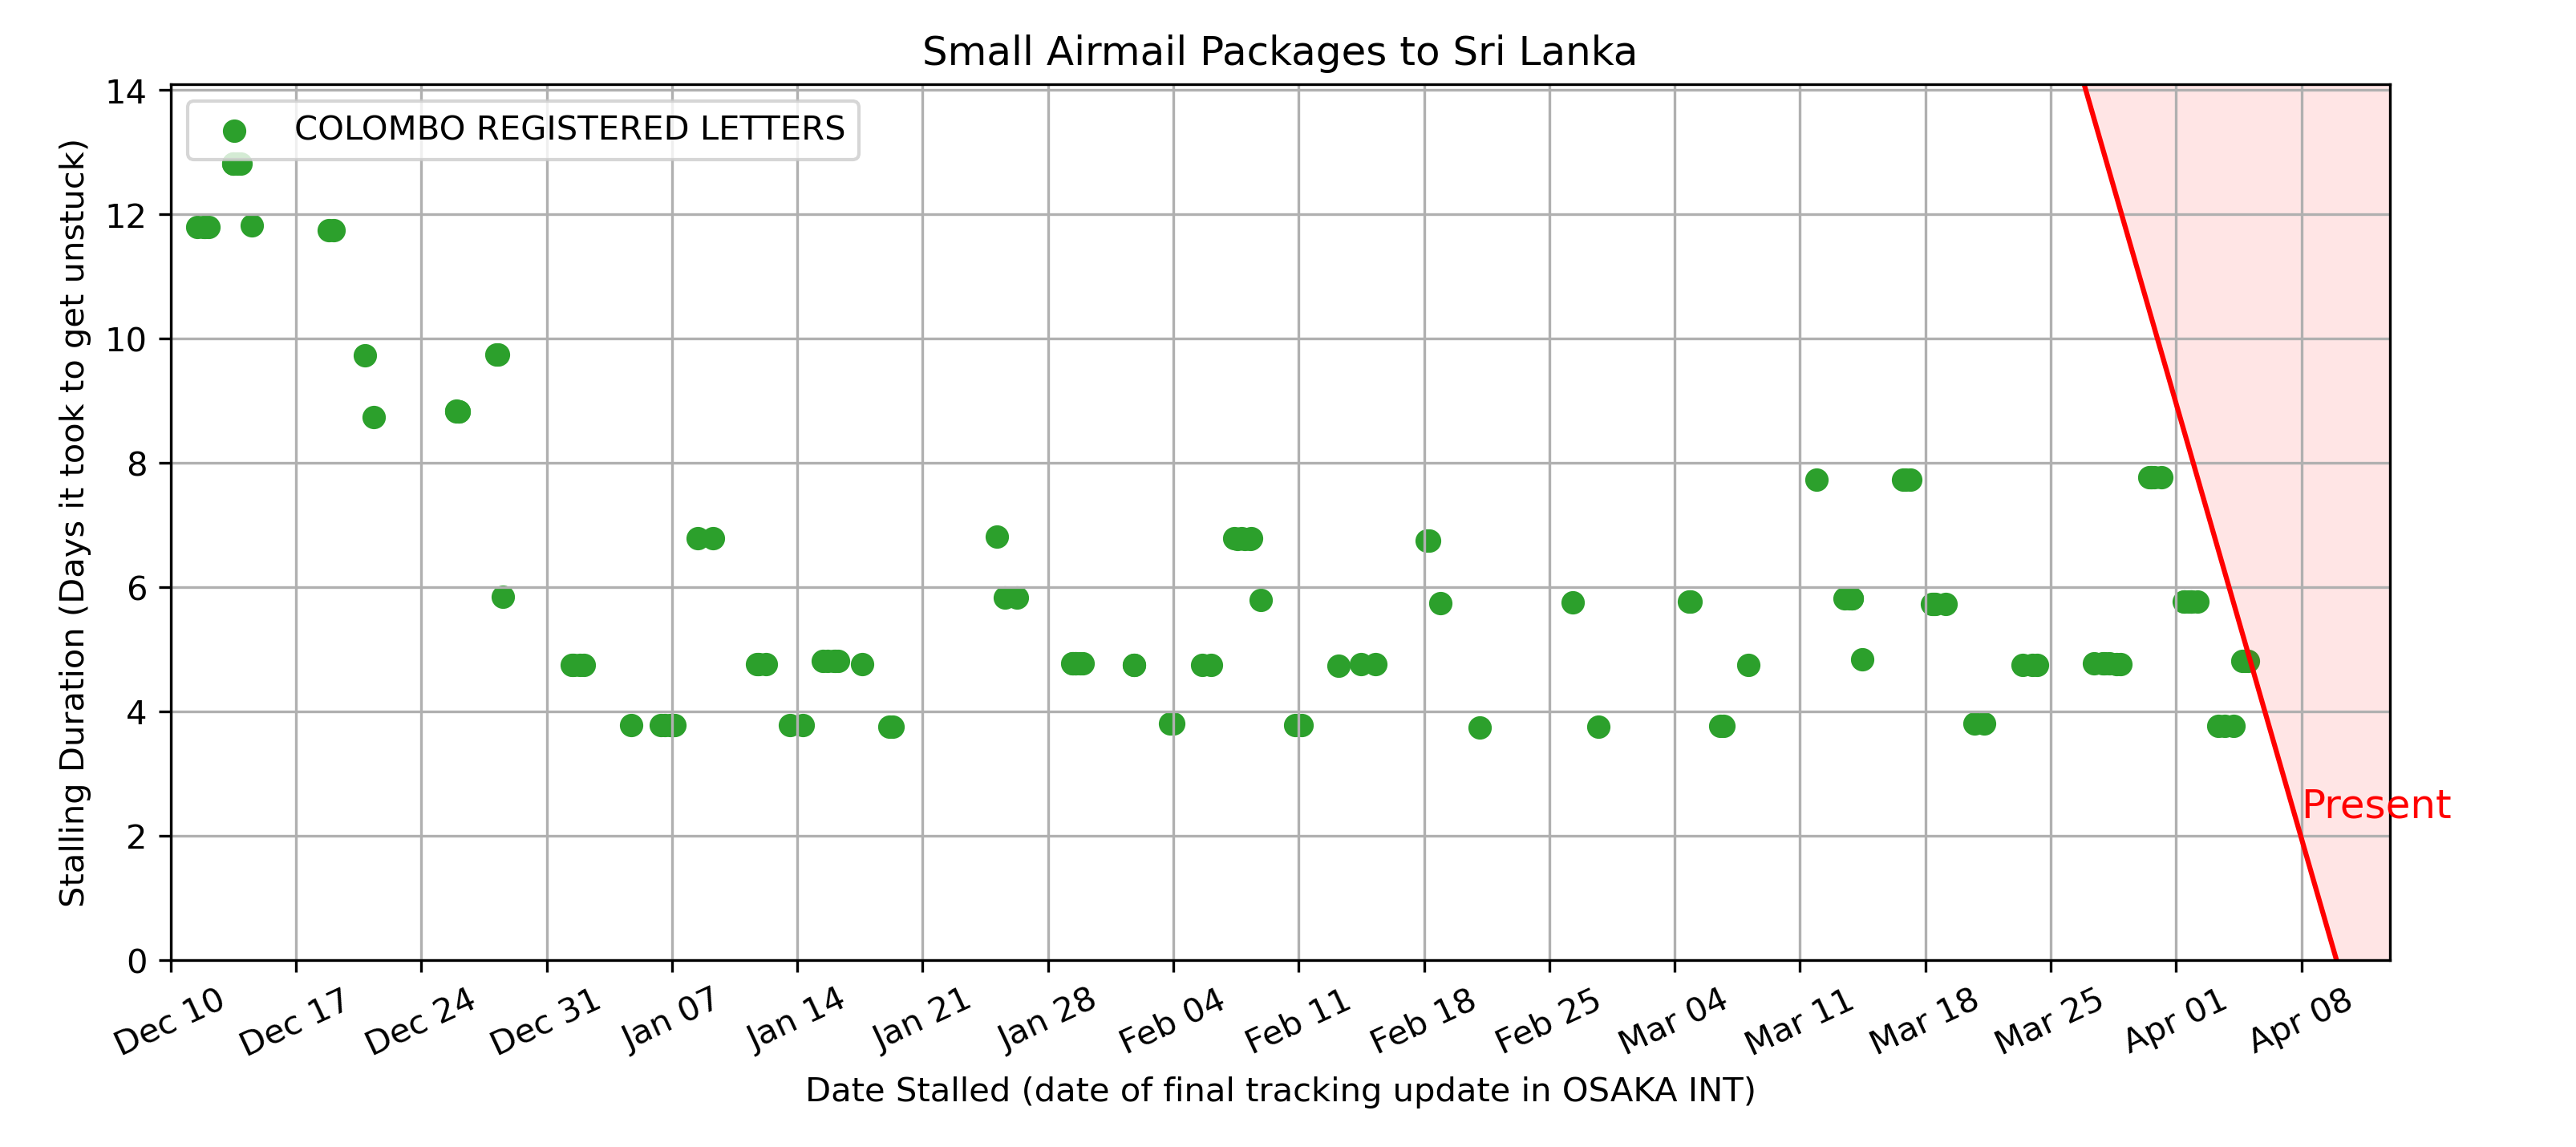 Small Airmail Packages to Sri Lanka
COLOMBO REGISTERED LETTERS
Stalling Duration (Days it took to get unstuck)
14
12
10
8
6
4
2
0
Present
Dec 10 Dec 17 Dec 24 Dec 31 Jan 07 Jan 14 Jan 21 Jan 28 Feb 04 Feb 11 Feb 18 Feb 25 Mar 04 Mar 11 Mar 18 Mar 25 Apr 01 Apr 08
Date Stalled (date of final tracking update in OSAKA INT)